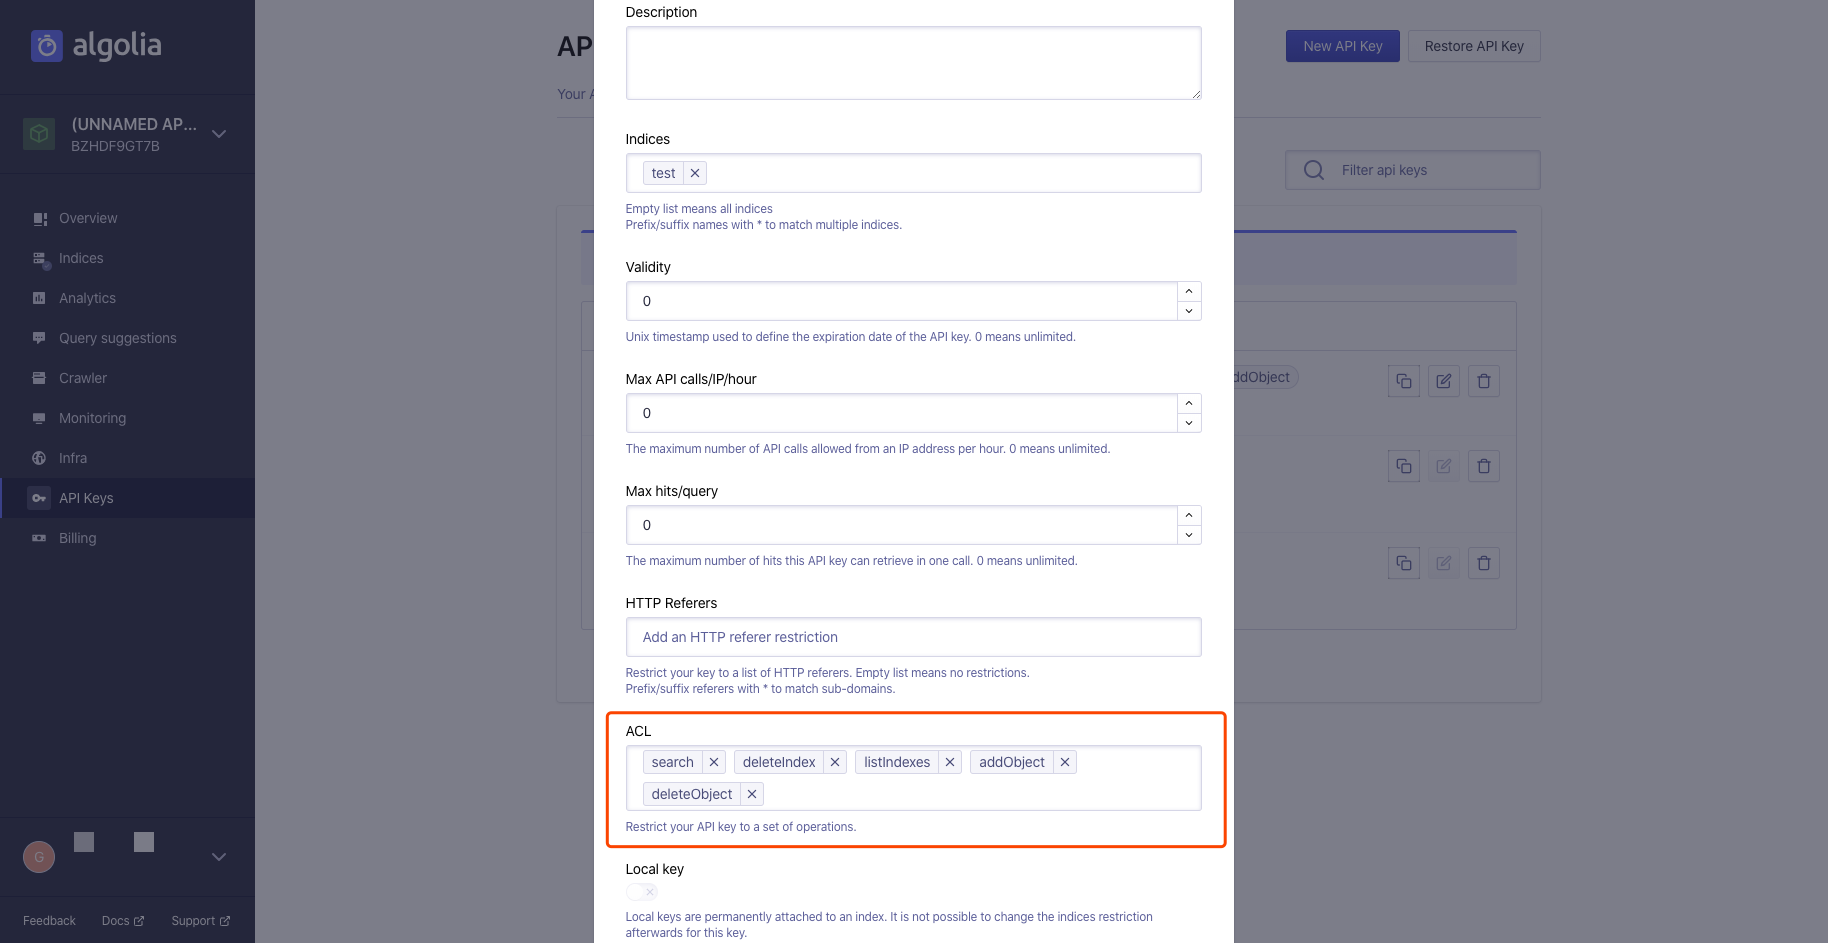 algolia
(UNNAMED AP...
BZHDF9GT7B
Overview
Indices
Analytics
Query suggestions
Crawler
Monitoring
Infra
API Keys
Billing
G
Feedback
Docs
Support
AP
New API Key
Restore API Key
Your A
Filter api keys
ddObject
Description
Indices
test
Empty list means all indices
Prefix/suffix names with * to match multiple indices.
Validity
0
Unix timestamp used to define the expiration date of the API key. 0 means unlimited.
Max API calls/IP/hour
0
The maximum number of API calls allowed from an IP address per hour. 0 means unlimited.
Max hits/query
0
The maximum number of hits this API key can retrieve in one call. 0 means unlimited.
HTTP Referers
Add an HTTP referer restriction
Restrict your key to a list of HTTP referers. Empty list means no restrictions.
Prefix/suffix referers with * to match sub-domains.
ACL
search deleteIndex listIndexes addObject
deleteObject
Restrict your API key to a set of operations.
Local key
Local keys are permanently attached to an index. It is not possible to change the indices restriction
afterwards for this key.